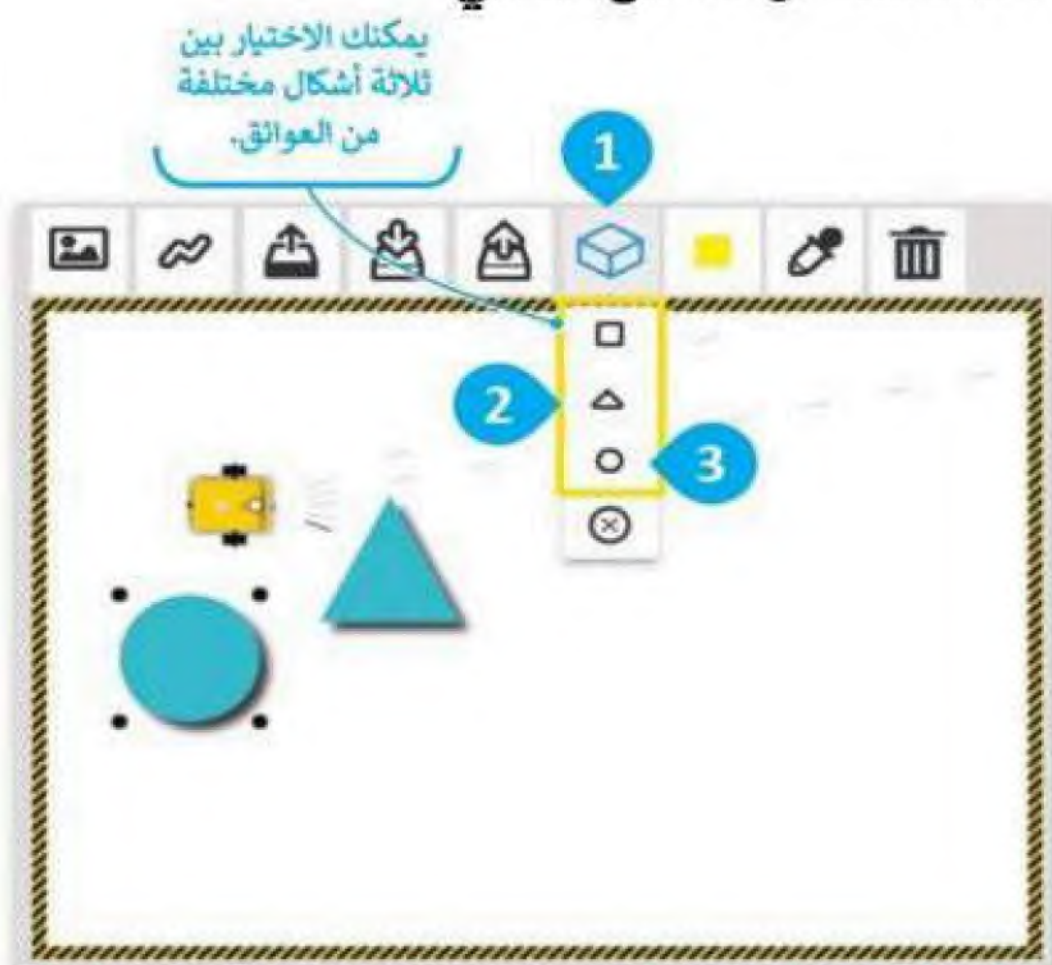 يمكنك الاختيار بين
ثلاثة أشكال مختلفة
من العوائق.
1
2
3